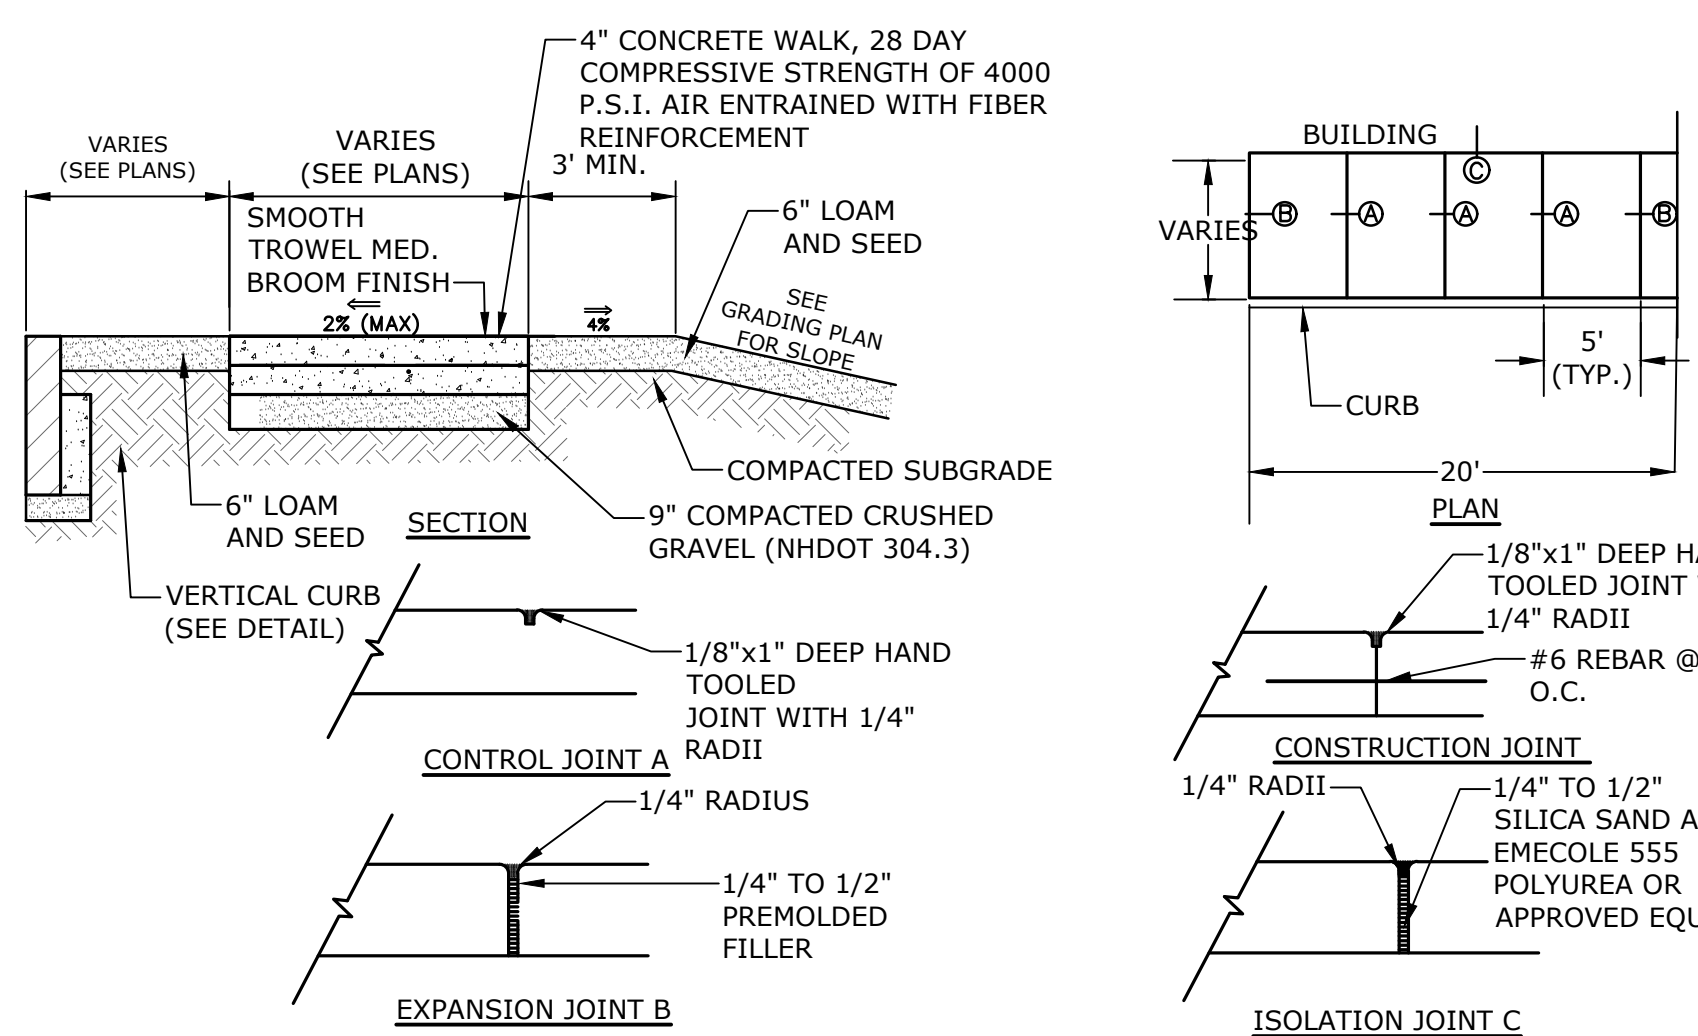 4" CONCRETE WALK, 28 DAY
COMPRESSIVE STRENGTH OF 4000
P.S.I. AIR ENTRAINED WITH FIBER
REINFORCEMENT
VARIES
(SEE PLANS)
VARIES
(SEE PLANS)
3' MIN.
SMOOTH
TROWEL MED.
BROOM FINISH
2% (MAX)
4%
6" LOAM
AND SEED
SEE
GRADING PLAN
FOR SLOPE
COMPACTED SUBGRADE
6" LOAM
AND SEED
9" COMPACTED CRUSHED
GRAVEL (NHDOT 304.3)
VERTICAL CURB
(SEE DETAIL)
SECTION
BUILDING
C
VARIES
B
A
A
A
B
5'
(TYP.)
CURB
20'
PLAN
1/8"x1" DEEP HAND
TOOLED
JOINT WITH 1/4"
RADII
CONTROL JOINT A
1/8"x1" DEEP
TOOLED JOINT
1/4" RADII
#6 REBAR @
O.C.
CONSTRUCTION JOINT
1/4" RADIUS
1/4" TO 1/2"
PREMOLDED
FILLER
EXPANSION JOINT B
1/4" RADII
1/4" TO 1/2"
SILICA SAND
EMECOLE 555
POLYUREA OR
APPROVED
ISOLATION JOINT C